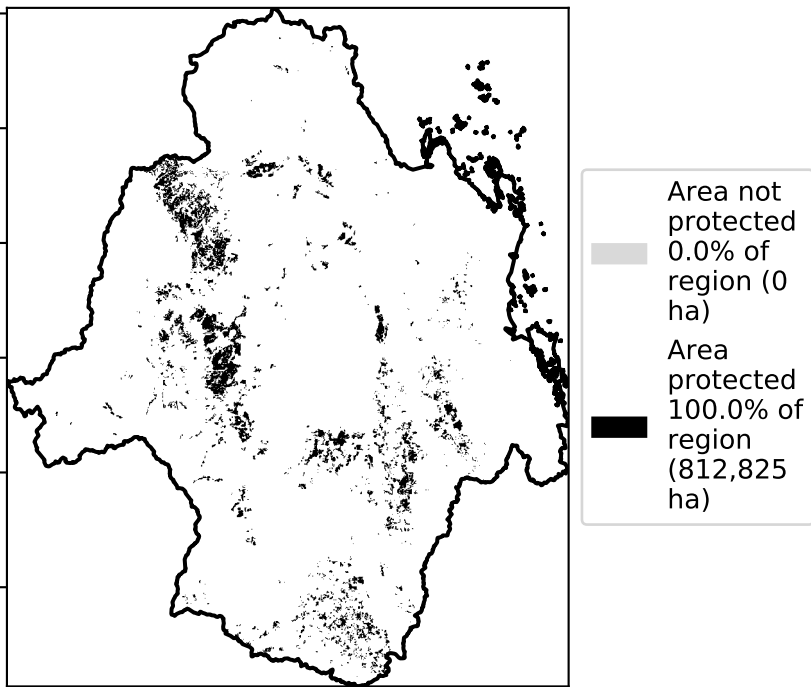 Area not
protected
0.0% of
region (0
ha)
Area
protected
100.0% of
region
(812,825
ha)